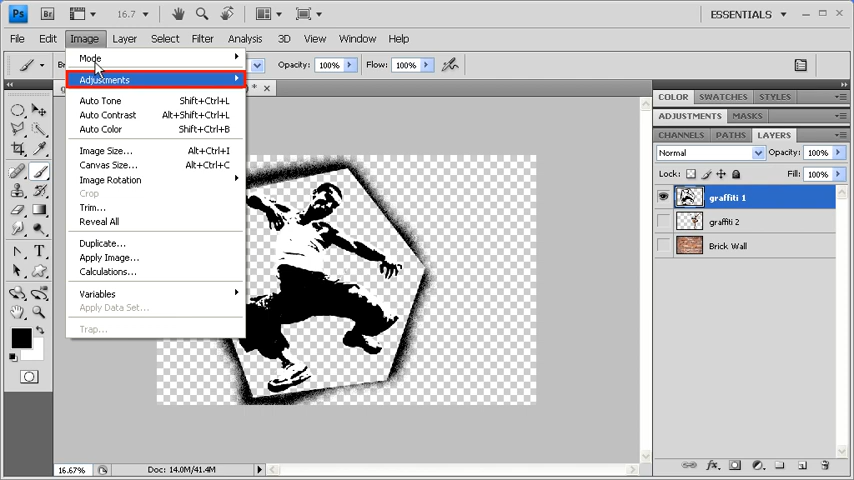 Ps Br 16.7 ESSENTIALS
File Edit Image Layer Select Filter Analysis 3D View Window Help
Opacity: 100% Flow: 100%
Mode
Adjustments
Auto Tone Shift+Ctrl+L
Auto Contrast Alt+Shift+Ctrl+L
Auto Color Shift+Ctrl+B
Image Size... Alt+Ctrl+I
Canvas Size... Alt+Ctrl+C
Image Rotation
Crop
Trim...
Reveal All
Duplicate...
Apply Image...
Calculations...
Variables
Apply Data Set...
Trap...
COLOR SWATCHES STYLES
ADJUSTMENTS MASKS
CHANNELS PATHS LAYERS
Normal Opacity: 100%
Lock: Fill: 100%
graffiti 1
graffiti 2
Brick Wall
16.67% Doc: 14.0M/41.4M